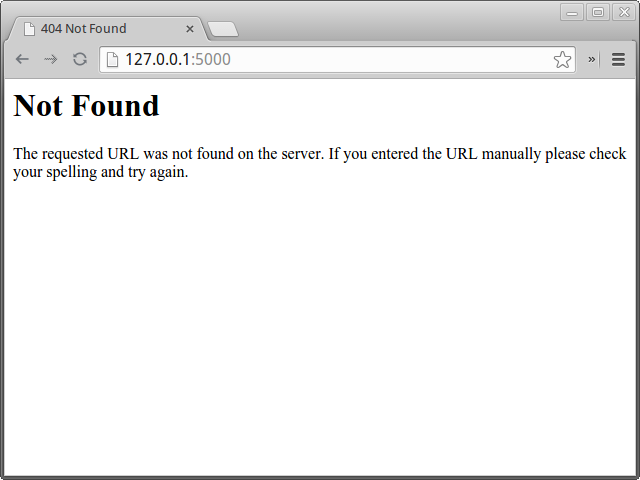 404 Not Found
127.0.0.1:5000
»
Not Found
The requested URL was not found on the server. If you entered the URL manually please check
your spelling and try again.